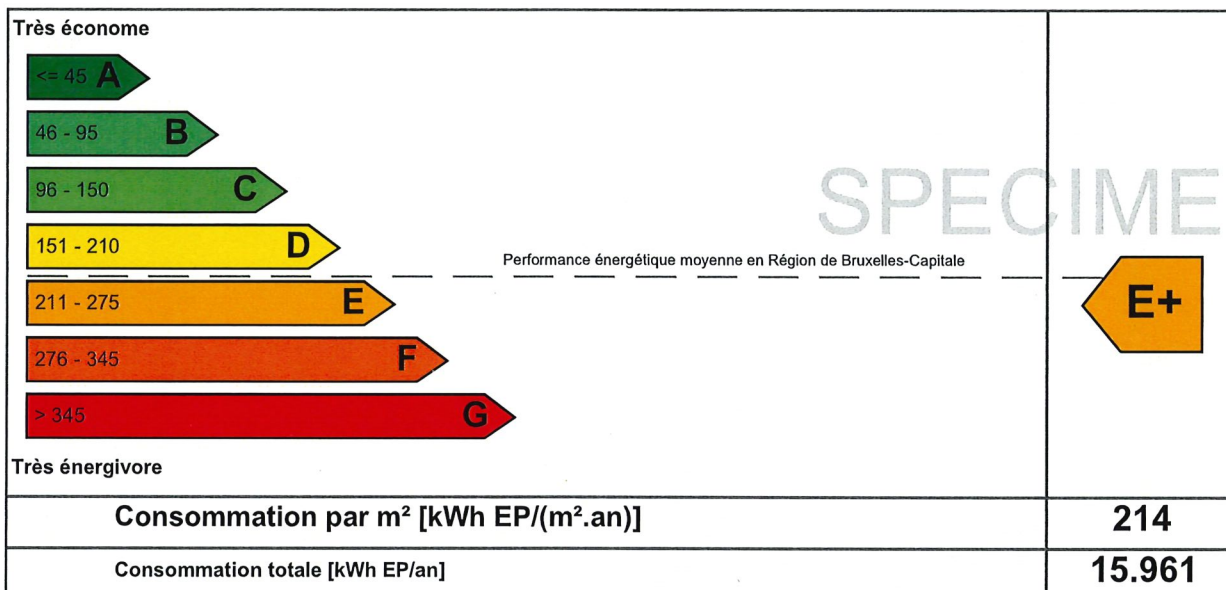 Très économe
<= 45 A
46 - 95 B
96 - 150 C
SPECIME
151 - 210 D
Performance énergétique moyenne en Région de Bruxelles-Capitale
211 - 275 E
E+
276 - 345 F
> 345 G
Très énergivore
Consommation par m² [kWh EP/(m².an)] 214
Consommation totale [kWh EP/an] 15.961